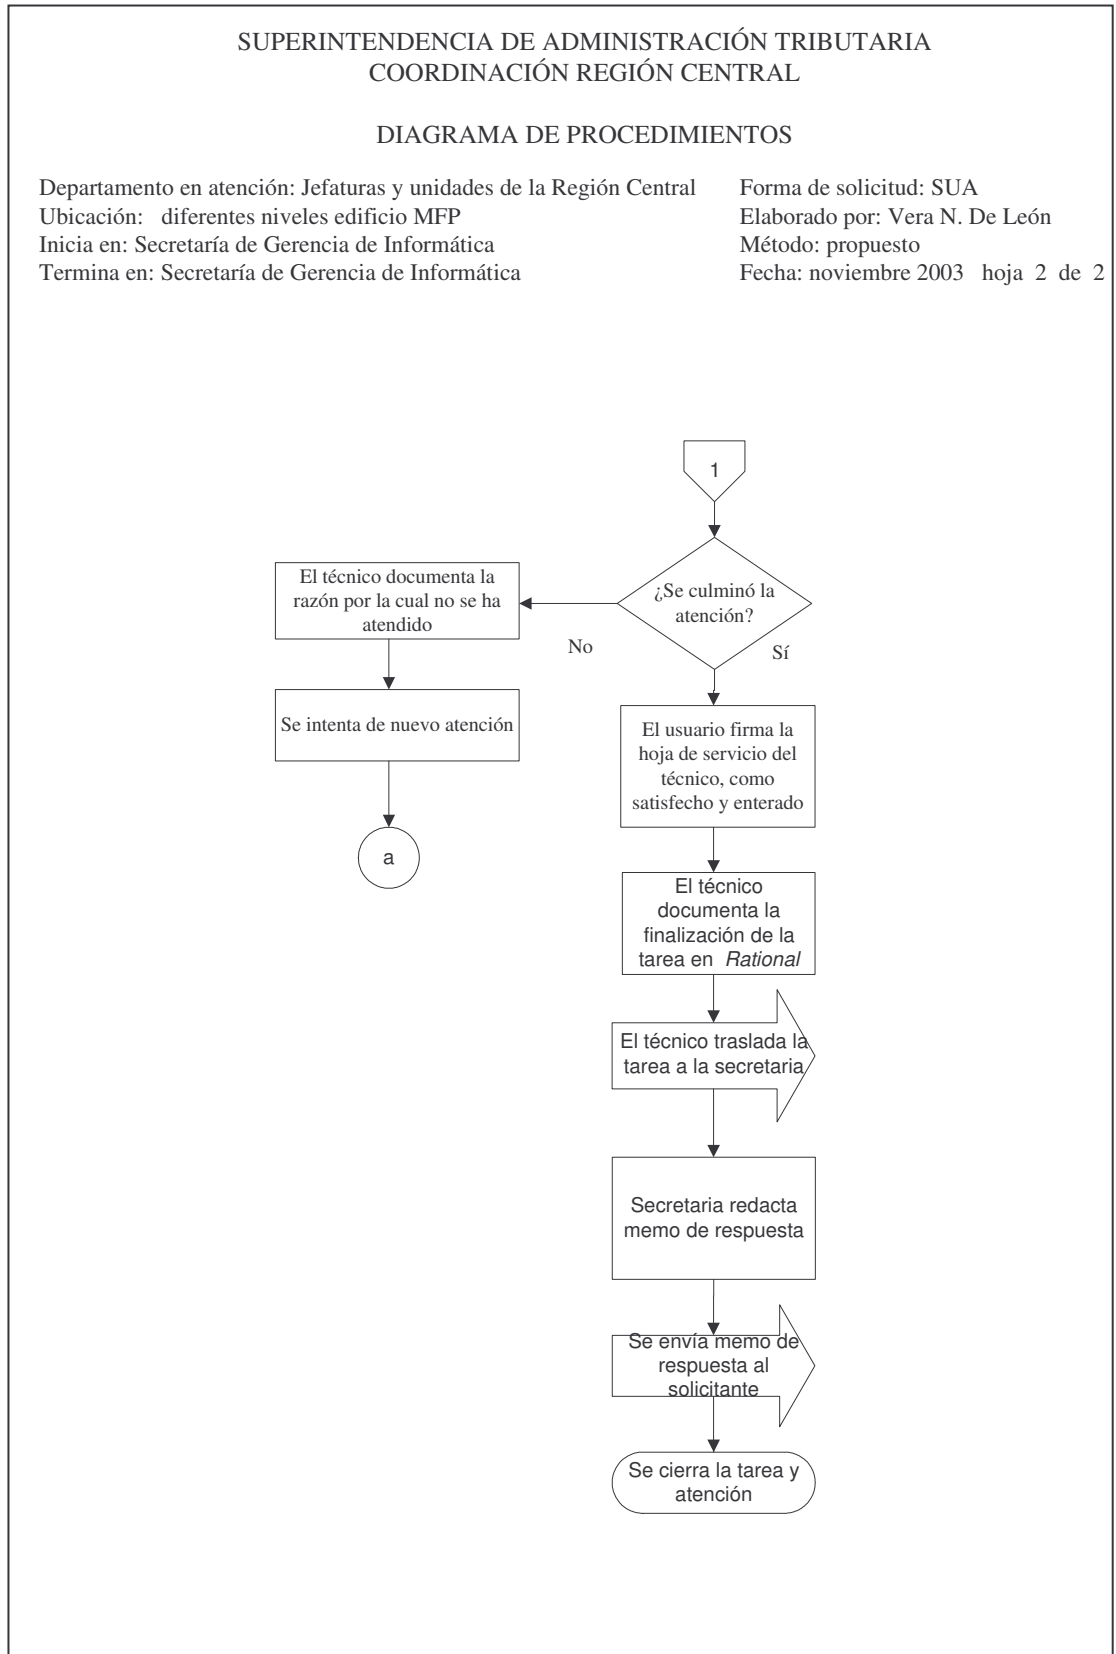 SUPERINTENDENCIA DE ADMINISTRACIÓN TRIBUTARIA
COORDINACIÓN REGIÓN CENTRAL
DIAGRAMA DE PROCEDIMIENTOS
Departamento en atención: Jefaturas y unidades de la Región Central
Ubicación: diferentes niveles edificio MFP
Inicia en: Secretaría de Gerencia de Informática
Termina en: Secretaría de Gerencia de Informática
Forma de solicitud: SUA
Elaborado por: Vera N. De León
Método: propuesto
Fecha: noviembre 2003 hoja 2 de 2
1
¿Se culminó la
atención?
No
Sí
El técnico documenta la
razón por la cual no se ha
atendido
Se intenta de nuevo atención
a
El usuario firma la
hoja de servicio del
técnico, como
satisfecho y enterado
El técnico
documenta la
finalización de la
tarea en Rational
El técnico traslada la
tarea a la secretaria
Secretaria redacta
memo de respuesta
Se envía memo de
respuesta al
solicitante
Se cierra la tarea y
atención